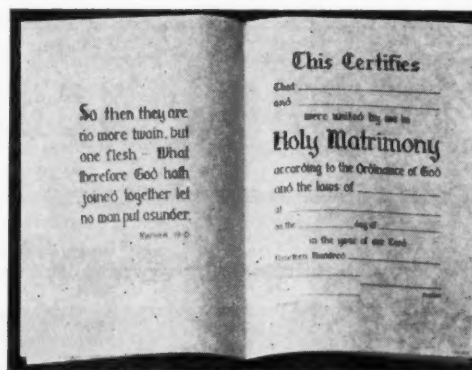 So then they are
no more twain, but
one flesh – What
therefore God hath
joined together let
no man put asunder.
This Certifies
That
and
were united by me in
Holy Matrimony
according to the Ordinance of God
and the laws of
at
on the day of
in the year of our Lord
Nineteen Hundred